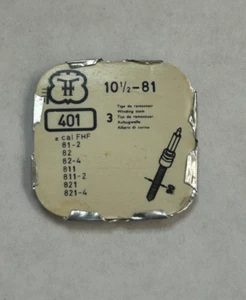 10½-81
401
3
Tige de remontoir
Winding stem
Tija de remontoir
Aufzugwelle
Albero di carica
e cal FHF
81-2
82
82-4
811
811-2
821
821-4